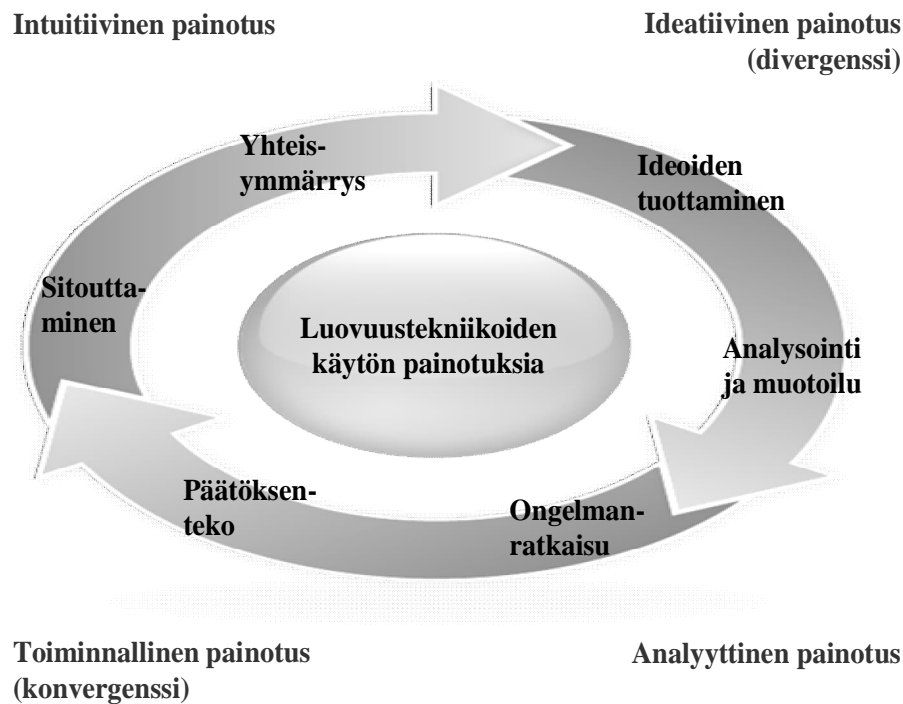 Intuitiivinen painotus
Ideatiivinen painotus
(divergenssi)
Yhteis-
ymmärrys
Ideoiden
tuottaminen
Sitoutta-
minen
Luovuustekniikoiden
käytön painotuksia
Analysointi
ja muotoilu
Päätöksen-
teko
Ongelman-
ratkaisu
Toiminnallinen painotus
(konvergenssi)
Analyyttinen painotus